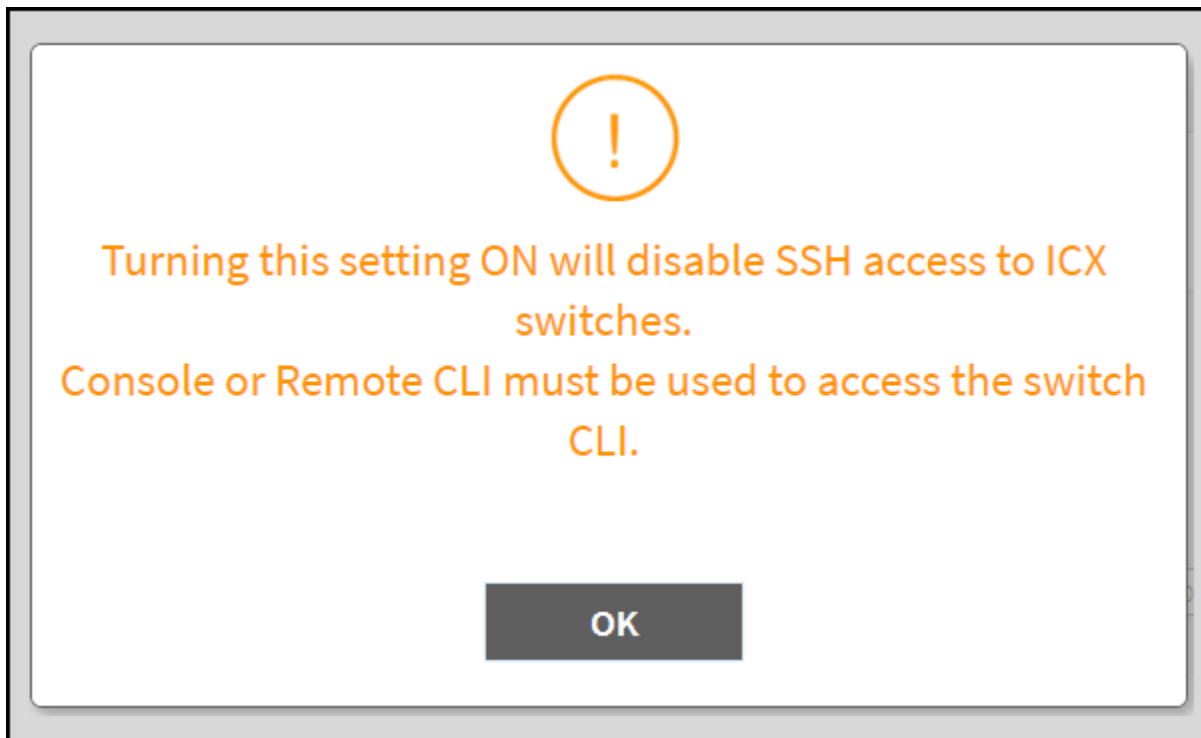 !
Turning this setting ON will disable SSH access to ICX
switches.
Console or Remote CLI must be used to access the switch
CLI.
OK